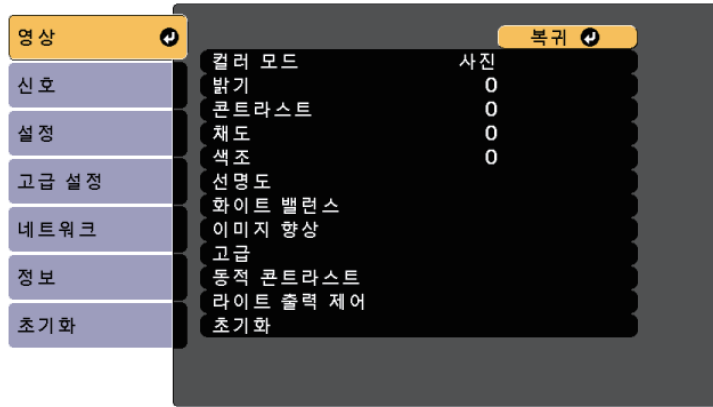 영상
신호
설정
고급 설정
네트워크
정보
초기화
복귀
컬러 모드 사진
밝기 0
콘트라스트 0
채도 0
색조 0
선명도
화이트 밸런스
이미지 향상
고급
동적 콘트라스트
라이트 출력 제어
초기화